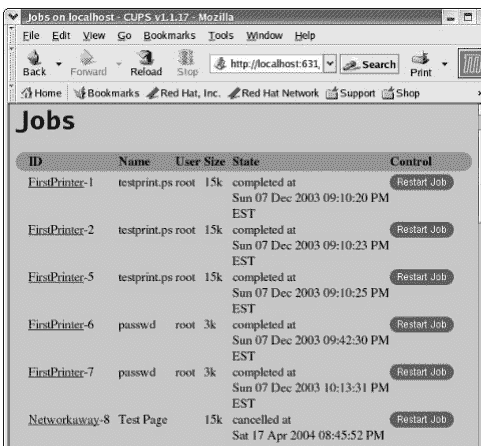 Jobs on localhost - CUPS v1.1.17 - Mozilla
File Edit View Go Bookmarks Tools Window Help
Back Forward Reload Stop http://localhost:631, Search Print
Home Bookmarks Red Hat, Inc. Red Hat Network Support Shop
Jobs
ID Name User Size State Control
FirstPrinter-1 testprint.ps root 15k completed at Restart Job
Sun 07 Dec 2003 09:10:20 PM
EST
FirstPrinter-2 testprint.ps root 15k completed at Restart Job
Sun 07 Dec 2003 09:10:23 PM
EST
FirstPrinter-5 testprint.ps root 15k completed at Restart Job
Sun 07 Dec 2003 09:10:25 PM
EST
FirstPrinter-6 passwd root 3k completed at Restart Job
Sun 07 Dec 2003 09:42:30 PM
EST
FirstPrinter-7 passwd root 3k completed at Restart Job
Sun 07 Dec 2003 10:13:31 PM
EST
Networkaway-8 Test Page 15k cancelled at Restart Job
Sat 17 Apr 2004 08:45:52 PM